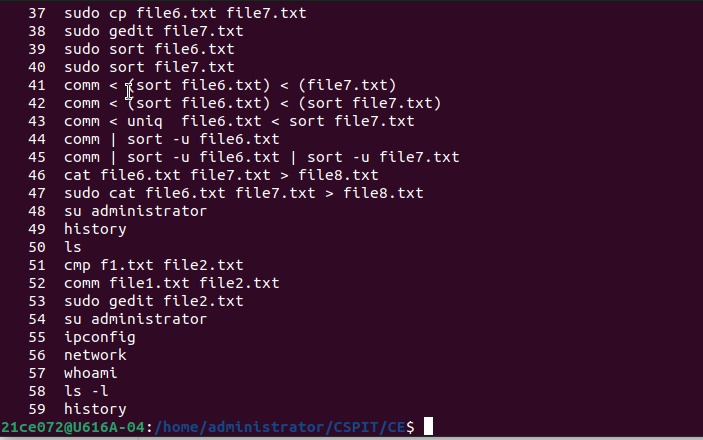 37 sudo cp file6.txt file7.txt
38 sudo gedit file7.txt
39 sudo sort file6.txt
40 sudo sort file7.txt
41 comm < (sort file6.txt) < (file7.txt)
42 comm < (sort file6.txt) < (sort file7.txt)
43 comm < uniq  file6.txt < sort file7.txt
44 comm | sort -u file6.txt
45 comm | sort -u file6.txt | sort -u file7.txt
46 cat file6.txt file7.txt > file8.txt
47 sudo cat file6.txt file7.txt > file8.txt
48 su administrator
49 history
50 ls
51 cmp f1.txt file2.txt
52 comm file1.txt file2.txt
53 sudo gedit file2.txt
54 su administrator
55 ipconfig
56 network
57 whoami
58 ls -l
59 history
21ce072@U616A-04:/home/administrator/CSPIT/CE$